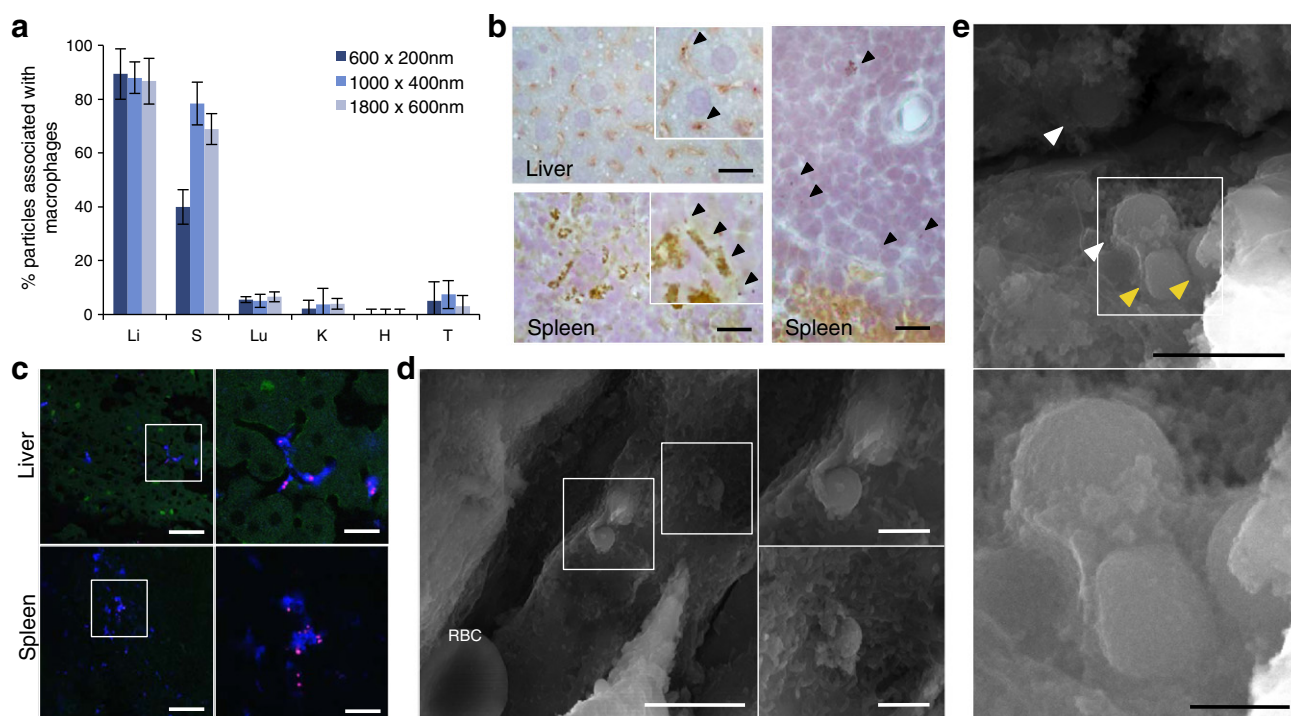 a
% particles associated with
macrophages
100
80
60
40
20
0
Li S Lu K H T
600 x 200nm
1000 x 400nm
1800 x 600nm
b
Liver
Spleen
Spleen
c
Liver
Spleen
d
RBC
e